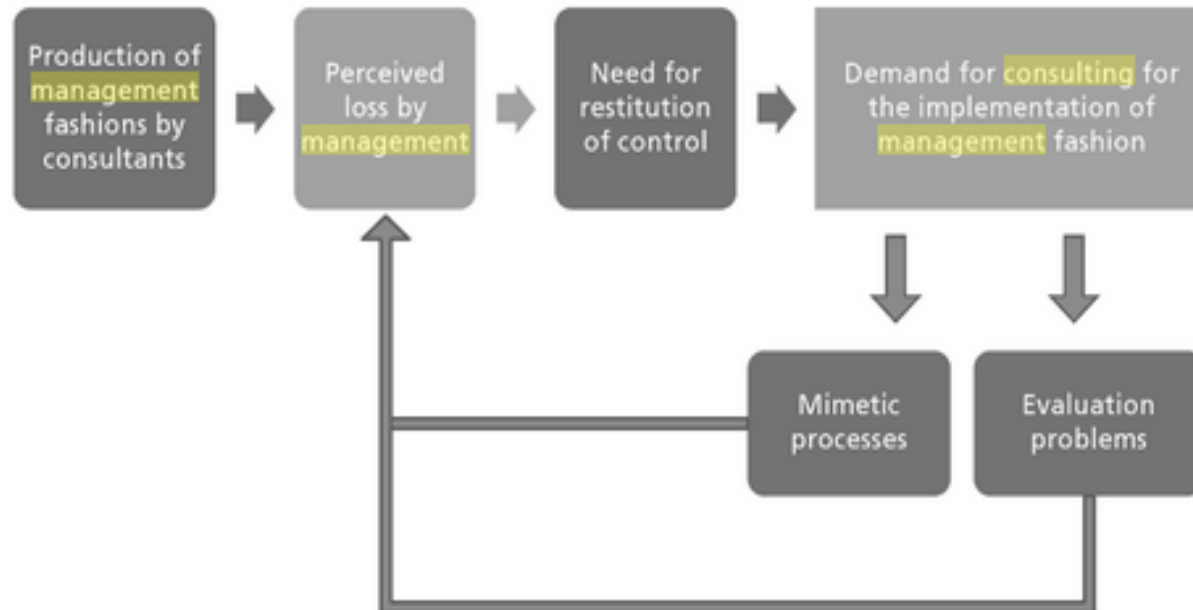 Production of
management
fashions by
consultants
Perceived
loss by
management
Need for
restitution
of control
Demand for consulting for
the implementation of
management fashion
Mimetic
processes
Evaluation
problems